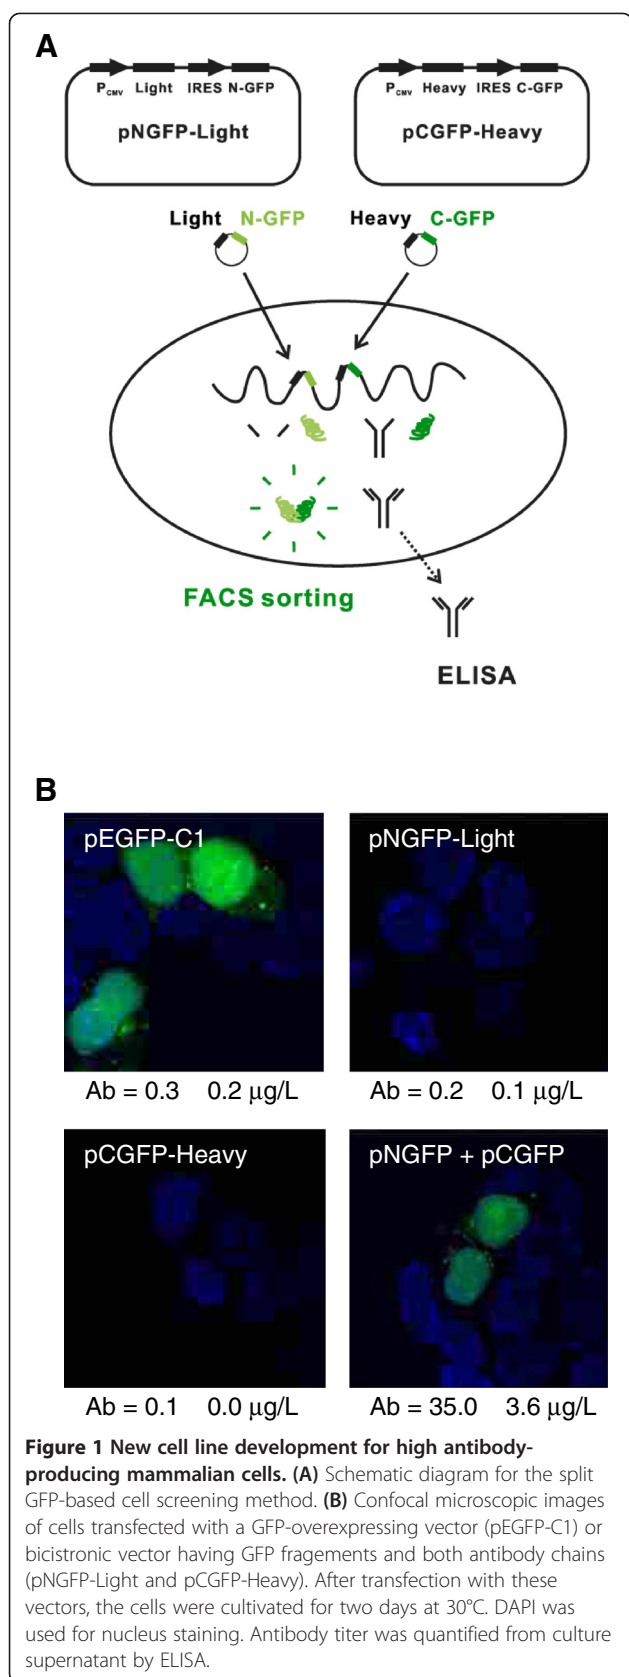 A
P CMV Light IRES N-GFP
pNGFP-Light
P CMV Heavy IRES C-GFP
pCGFP-Heavy
Light N-GFP
Heavy C-GFP
FACS sorting
ELISA
B
pEGFP-C1
Ab = 0.3 0.2 µg/L
pNGFP-Light
Ab = 0.2 0.1 µg/L
pCGFP-Heavy
Ab = 0.1 0.0 µg/L
pNGFP + pCGFP
Ab = 35.0 3.6 µg/L
Figure 1 New cell line development for high antibody-
producing mammalian cells. (A) Schematic diagram for the split
GFP-based cell screening method. (B) Confocal microscopic images
of cells transfected with a GFP-overexpressing vector (pEGFP-C1) or
bicistronic vector having GFP fragements and both antibody chains
(pNGFP-Light and pCGFP-Heavy). After transfection with these
vectors, the cells were cultivated for two days at 30°C. DAPI was
used for nucleus staining. Antibody titer was quantified from culture
supernatant by ELISA.